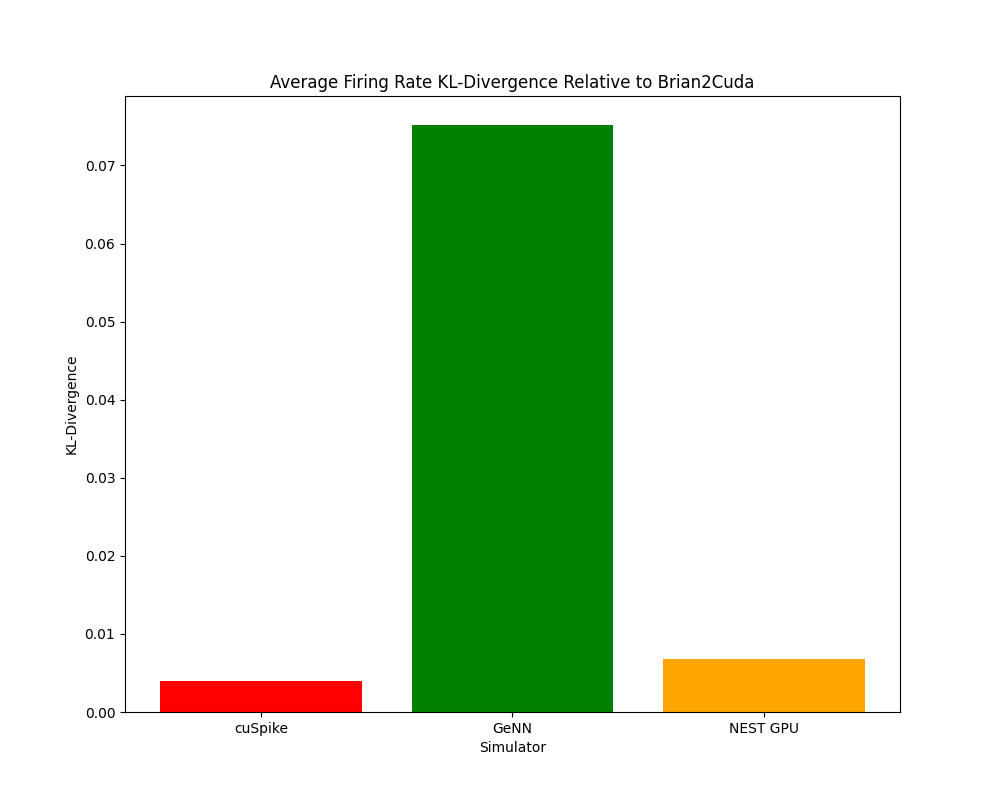 Average Firing Rate KL-Divergence Relative to Brian2Cuda
0.07
0.06
0.05
0.04
0.03
0.02
0.01
0.00
KL-Divergence
cuSpike
GeNN
NEST GPU
Simulator